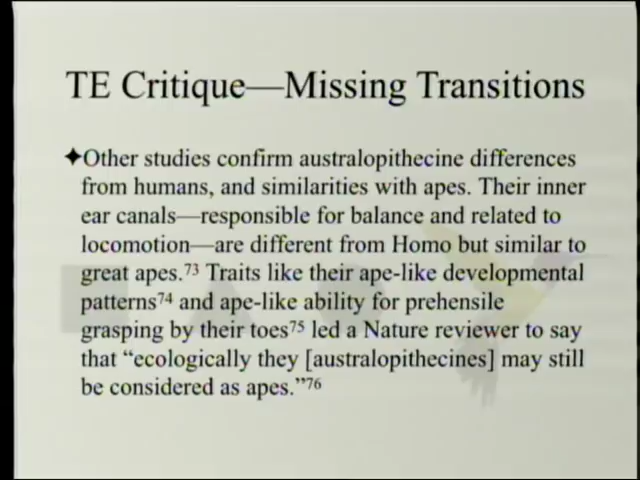 TE Critique—Missing Transitions
✦Other studies confirm australopithecine differences
from humans, and similarities with apes. Their inner
ear canals—responsible for balance and related to
locomotion—are different from Homo but similar to
great apes.73 Traits like their ape-like developmental
patterns74 and ape-like ability for prehensile
grasping by their toes75 led a Nature reviewer to say
that “ecologically they [australopithecines] may still
be considered as apes.”76